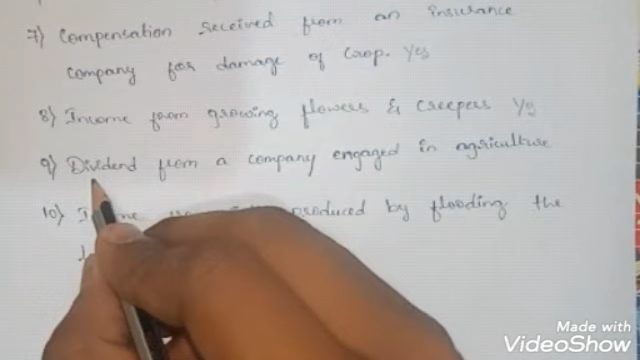 7) Compensation received from an insurance
company for damage of crop. Yes
8) Income from growing flowers & creepers Yes
9) Dividend from a company engaged in agriculture
10) produced by flooding the
Made with
VideoShow